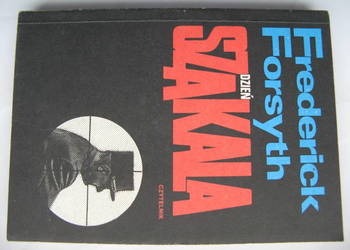 Frederick
Forsyth
DZIEŃ
SZAKALA
CZYTELNIK